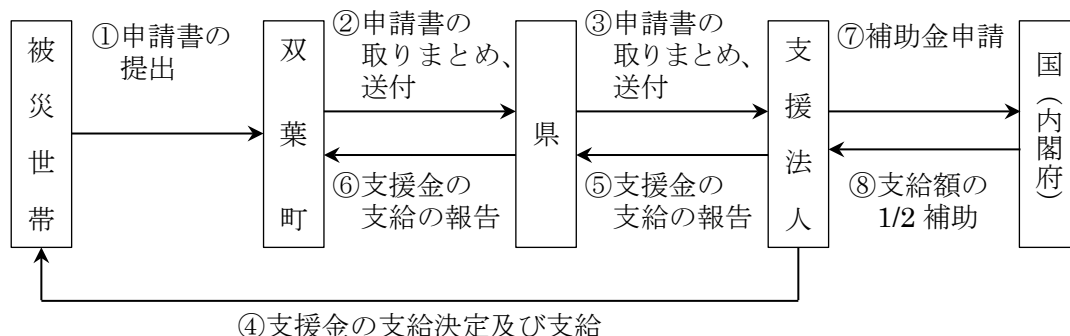 被災世帯
①申請書の
提出
双葉町
②申請書の
取りまとめ、
送付
⑥支援金の
支給の報告
県
③申請書の
取りまとめ、
送付
⑤支援金の
支給の報告
支援法人
⑦補助金申請
⑧支給額の
1/2 補助
国(内閣府)
④支援金の支給決定及び支給